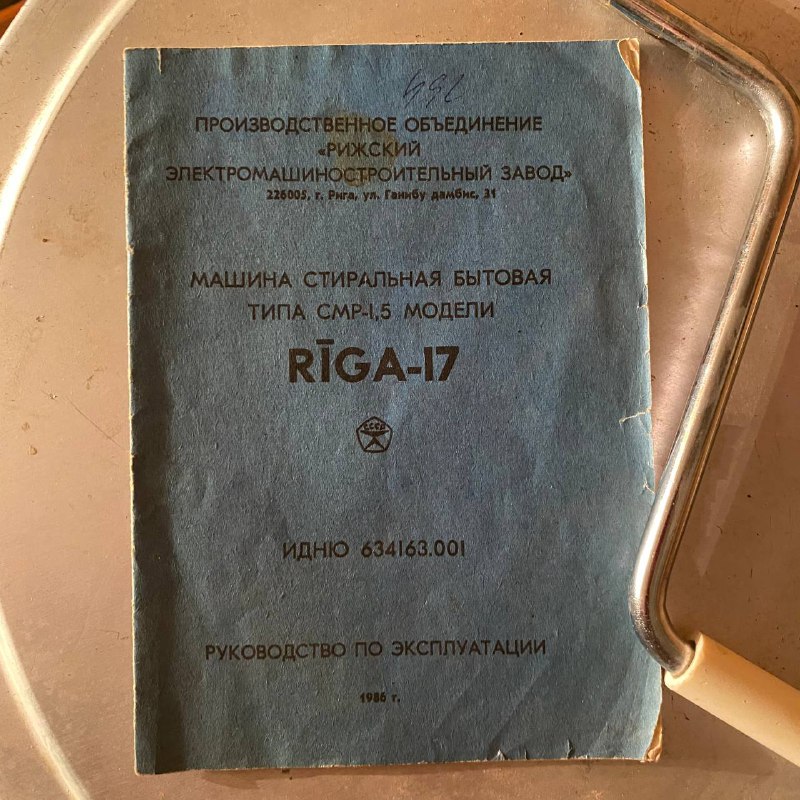 ПРОИЗВОДСТВЕННОЕ ОБЪЕДИНЕНИЕ
«РИЖСКИЙ
ЭЛЕКТРОМАШИНОСТРОИТЕЛЬНЫЙ ЗАВОД»
226005, г. Рига, ул. Ганибу дамбис, 31
МАШИНА СТИРАЛЬНАЯ БЫТОВАЯ
ТИПА СМР-1,5 МОДЕЛИ
RĪGA-17
СССР
ИДНЮ 634163.001
РУКОВОДСТВО ПО ЭКСПЛУАТАЦИИ
1986 г.